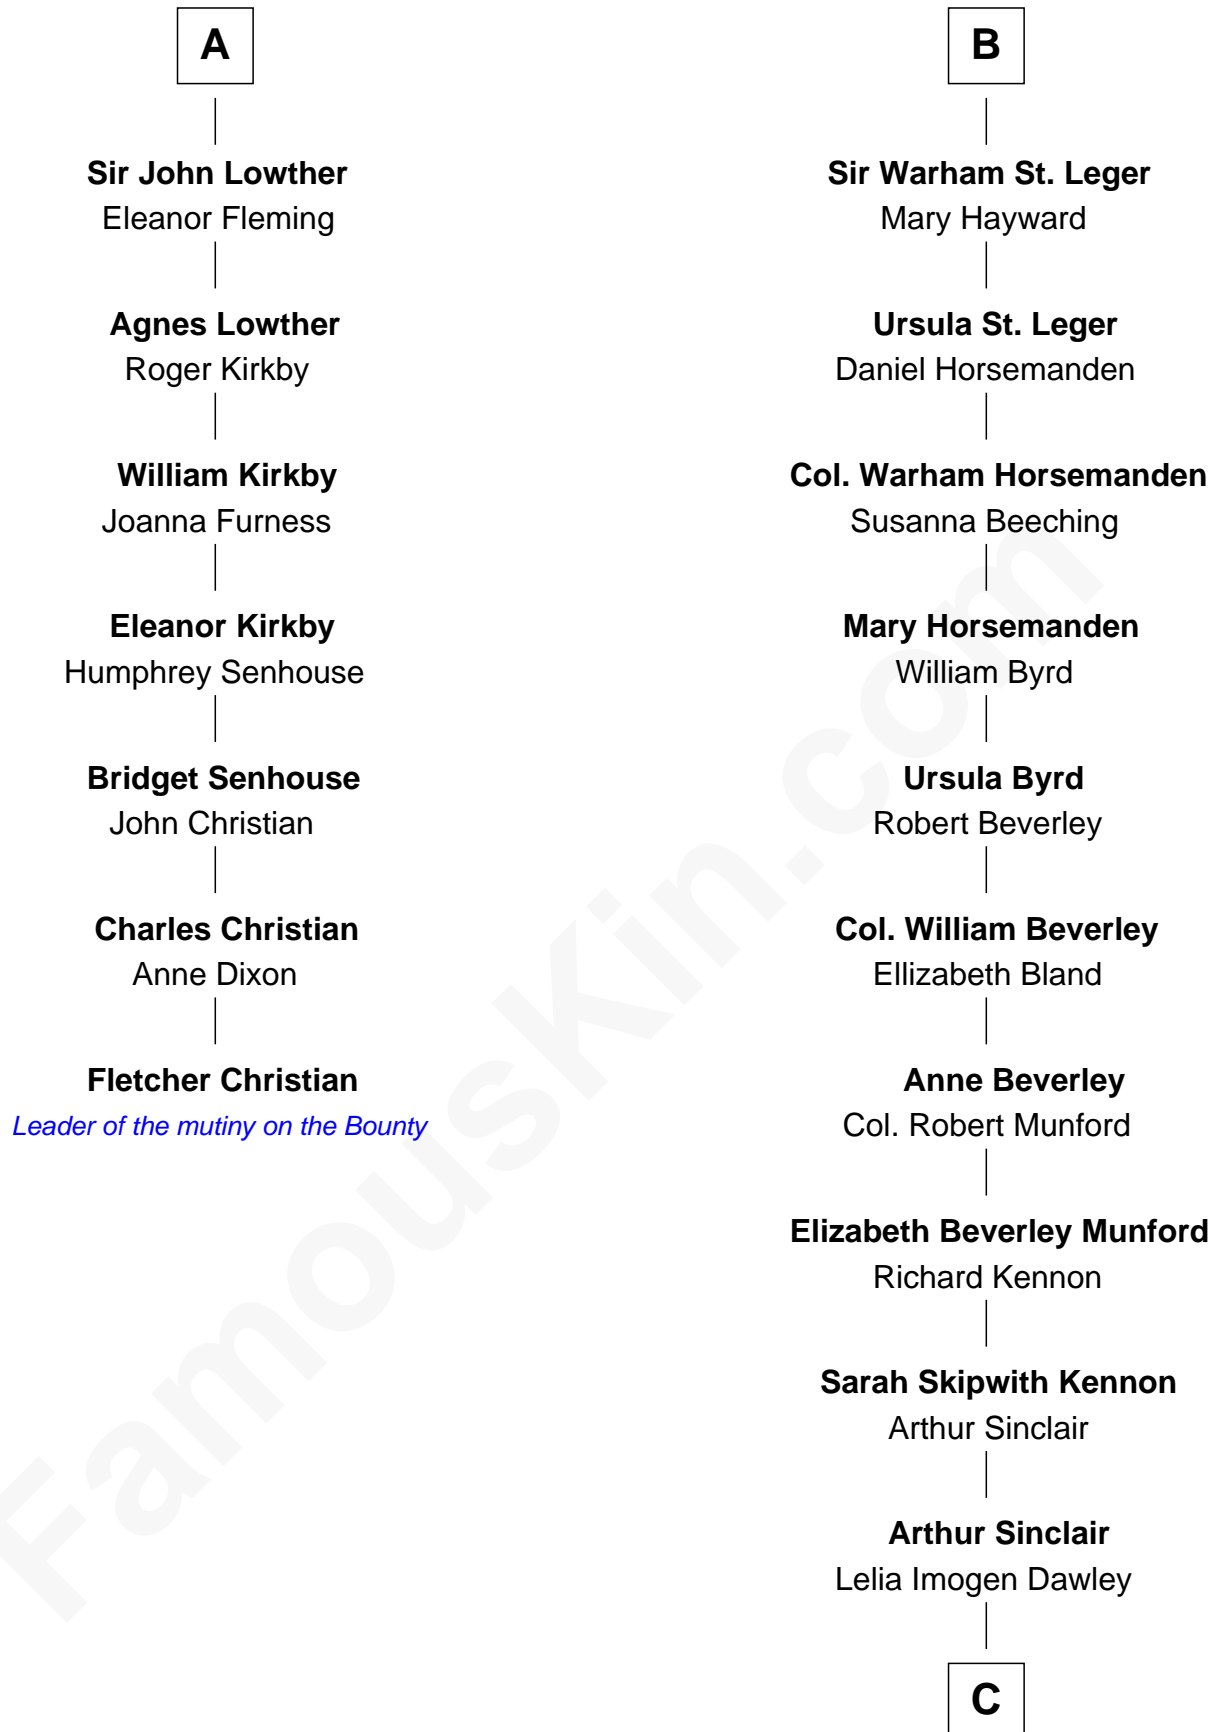 A
Sir John Lowther
Eleanor Fleming
Agnes Lowther
Roger Kirkby
William Kirkby
Joanna Furness
Eleanor Kirkby
Humphrey Senhouse
Bridget Senhouse
John Christian
Charles Christian
Anne Dixon
Fletcher Christian
Leader of the mutiny on the Bounty
B
Sir Warham St. Leger
Mary Hayward
Ursula St. Leger
Daniel Horsemanden
Col. Warham Horsemanden
Susanna Beeching
Mary Horsemanden
William Byrd
Ursula Byrd
Robert Beverley
Col. William Beverley
Ellizabeth Bland
Anne Beverley
Col. Robert Munford
Elizabeth Beverley Munford
Richard Kennon
Sarah Skipwith Kennon
Arthur Sinclair
Arthur Sinclair
Lelia Imogen Dawley
C
FamousKin.com